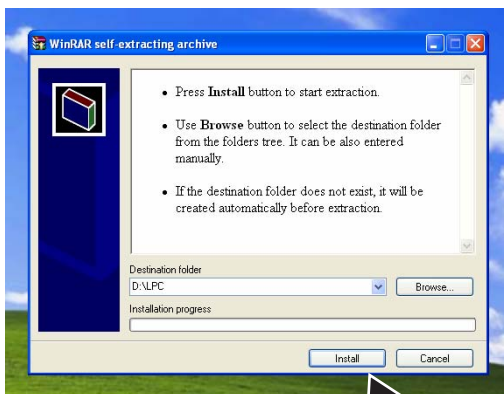 WinRAR self-extracting archive
• Press Install button to start extraction.
• Use Browse button to select the destination folder
from the folders tree. It can be also entered
manually.
• If the destination folder does not exist, it will be
created automatically before extraction.
Destination folder
D:\LPC
Browse...
Installation progress
Install
Cancel